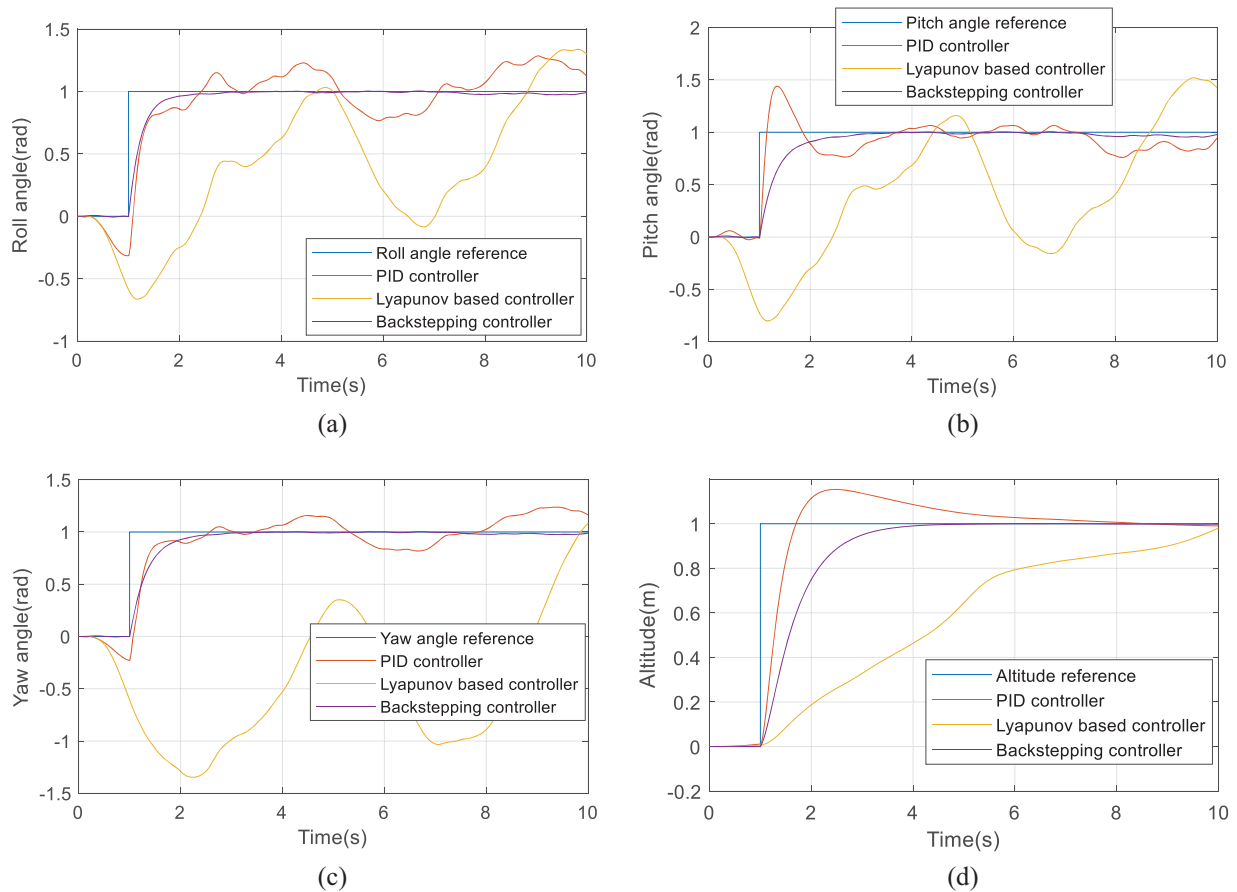 1.5
1
0.5
0
-0.5
-1
0 2 4 6 8 10
Roll angle(rad)
Time(s)
Roll angle reference
PID controller
Lyapunov based controller
Backstepping controller
(a)
2
1.5
1
0.5
0
-0.5
-1
0 2 4 6 8 10
Pitch angle(rad)
Time(s)
Pitch angle reference
PID controller
Lyapunov based controller
Backstepping controller
(b)
1.5
1
0.5
0
-0.5
-1
-1.5
0 2 4 6 8 10
Yaw angle(rad)
Time(s)
Yaw angle reference
PID controller
Lyapunov based controller
Backstepping controller
(c)
1
0.8
0.6
0.4
0.2
0
-0.2
0 2 4 6 8 10
Altitude(m)
Time(s)
Altitude reference
PID controller
Lyapunov based controller
Backstepping controller
(d)